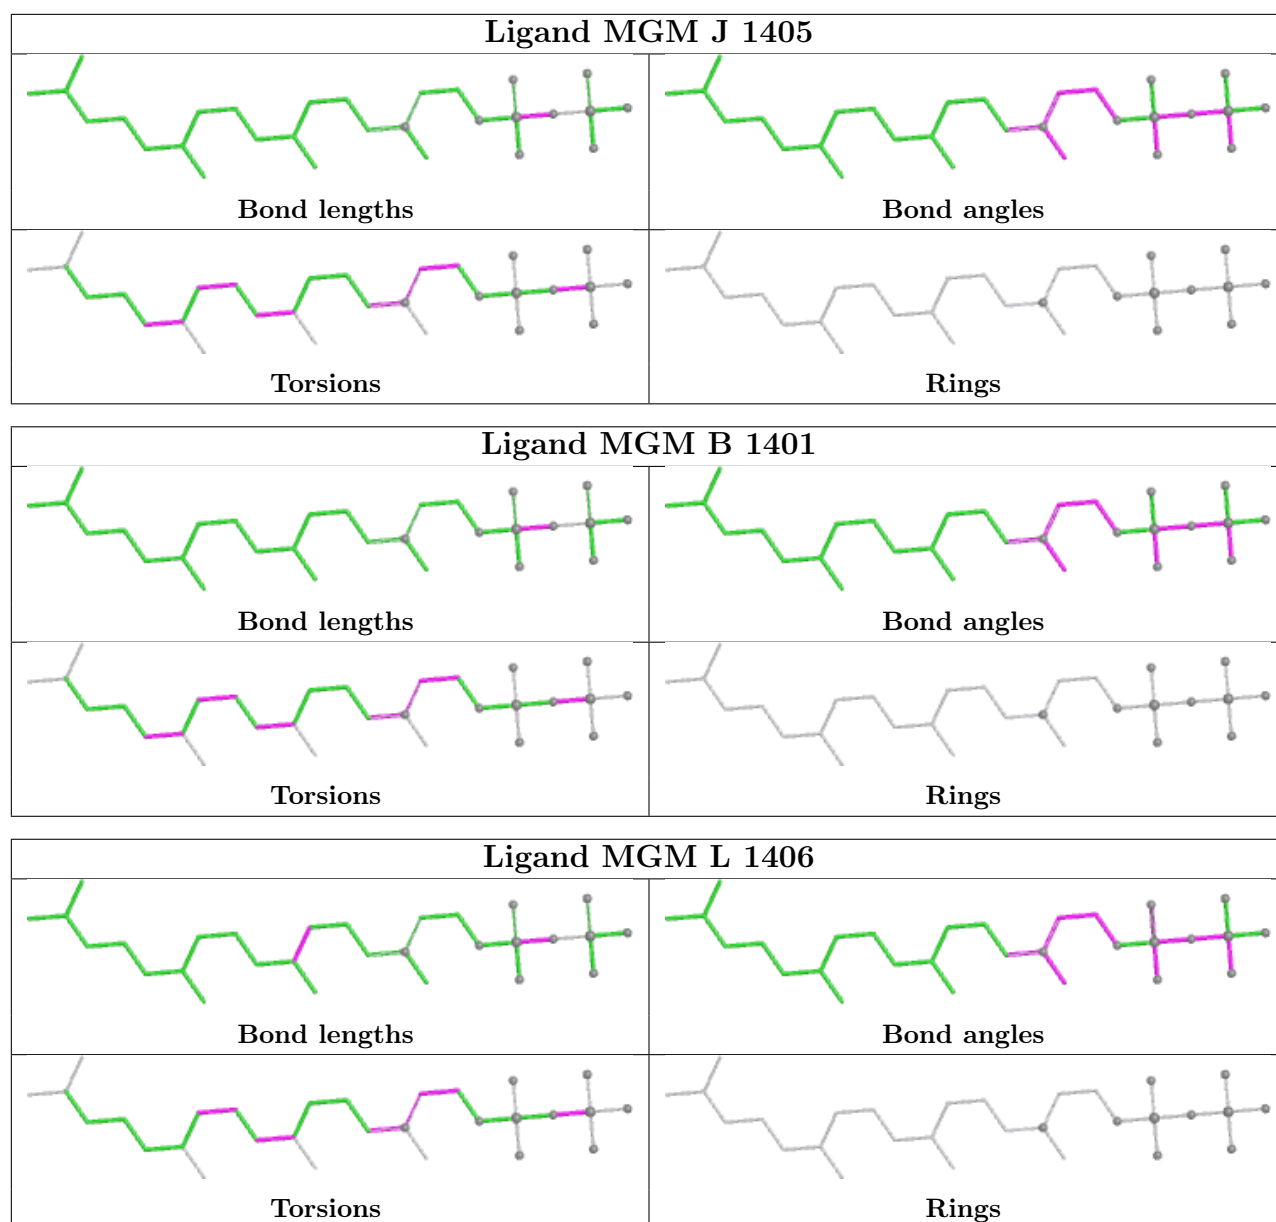 Ligand MGM J 1405
Bond lengths
Bond angles
Torsions
Rings
Ligand MGM B 1401
Bond lengths
Bond angles
Torsions
Rings
Ligand MGM L 1406
Bond lengths
Bond angles
Torsions
Rings